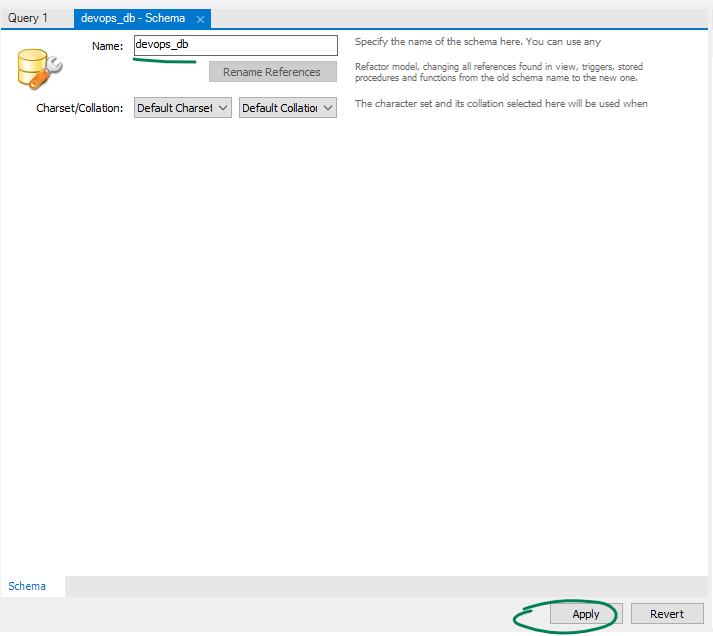 Query 1
devops_db - Schema
Name:
devops_db
Specify the name of the schema here. You can use any
Rename References
Refactor model, changing all references found in view, triggers, stored
procedures and functions from the old schema name to the new one.
Charset/Collation:
Default Charset
Default Collation
The character set and its collation selected here will be used when
Schema
Apply
Revert